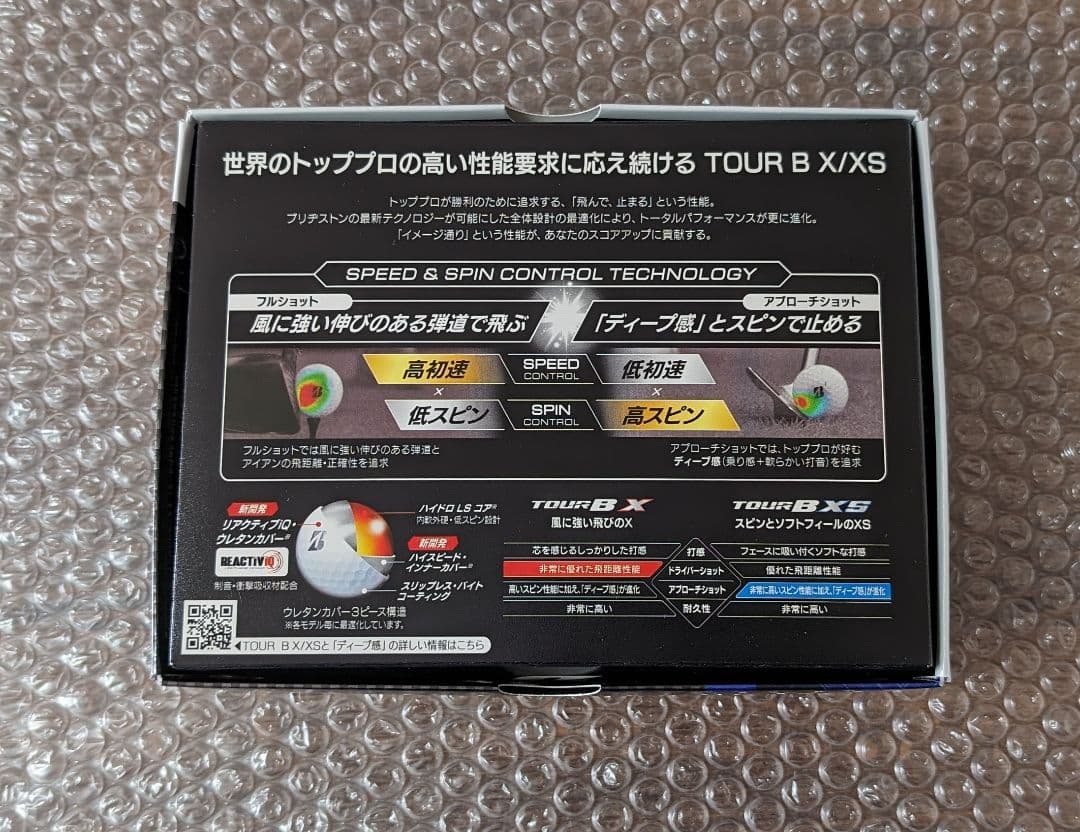 世界のトッププロの高い性能要求に応え続ける TOUR B X/XS
トッププロが勝利のために追求する、「飛んで、止まる」という性能。
ブリヂストンの最新テクノロジーが可能にした全体設計の最適化により、トータルパフォーマンスが更に進化。
「イメージ通り」という性能が、あなたのスコアアップに貢献する。
SPEED & SPIN CONTROL TECHNOLOGY
フルショット
風に強い伸びのある弾道で飛ぶ
アプローチショット
「ディープ感」とスピンで止める
高初速 SPEED CONTROL 低初速
× ×
低スピン SPIN CONTROL 高スピン
フルショットでは風に強い伸びのある弾道と
アイアンの飛距離・正確性を追求
アプローチショットでは、トッププロが好む
ディープ感(乗り感+軟らかい打音)を追求
新開発
リアクティブiQ・
ウレタンカバー※
REACTIV iQ
制音・衝撃吸収材配合
B
ハイドロ LS コア※
内軟外硬・低スピン設計
新開発
ハイスピード・
インナーカバー※
スリップレス・バイト
コーティング
ウレタンカバー3ピース構造
※各モデル毎に最適化しています。
◀TOUR B X/XSと「ディープ感」の詳しい情報はこちら
TOUR B X
風に強い飛びのX
TOUR B XS
スピンとソフトフィールのXS
芯を感じるしっかりした打感 打感 フェースに吸い付くソフトな打感
非常に優れた飛距離性能 ドライバーショット 優れた飛距離性能
高いスピン性能に加え、「ディープ感」が進化 アプローチショット 非常に高いスピン性能に加え、「ディープ感」が進化
非常に高い 耐久性 非常に高い